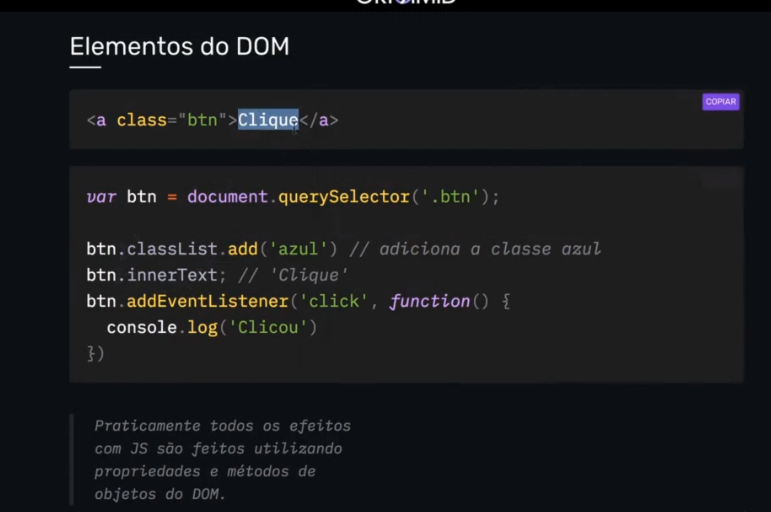 Elementos do DOM
COPIAR
<a class="btn">Clique</a>
var btn = document.querySelector('.btn');
btn.classList.add('azul') // adiciona a classe azul
btn.innerText; // 'Clique'
btn.addEventListener('click', function() {
console.log('Clicou')
})
Praticamente todos os efeitos
com JS são feitos utilizando
propriedades e métodos de
objetos do DOM.